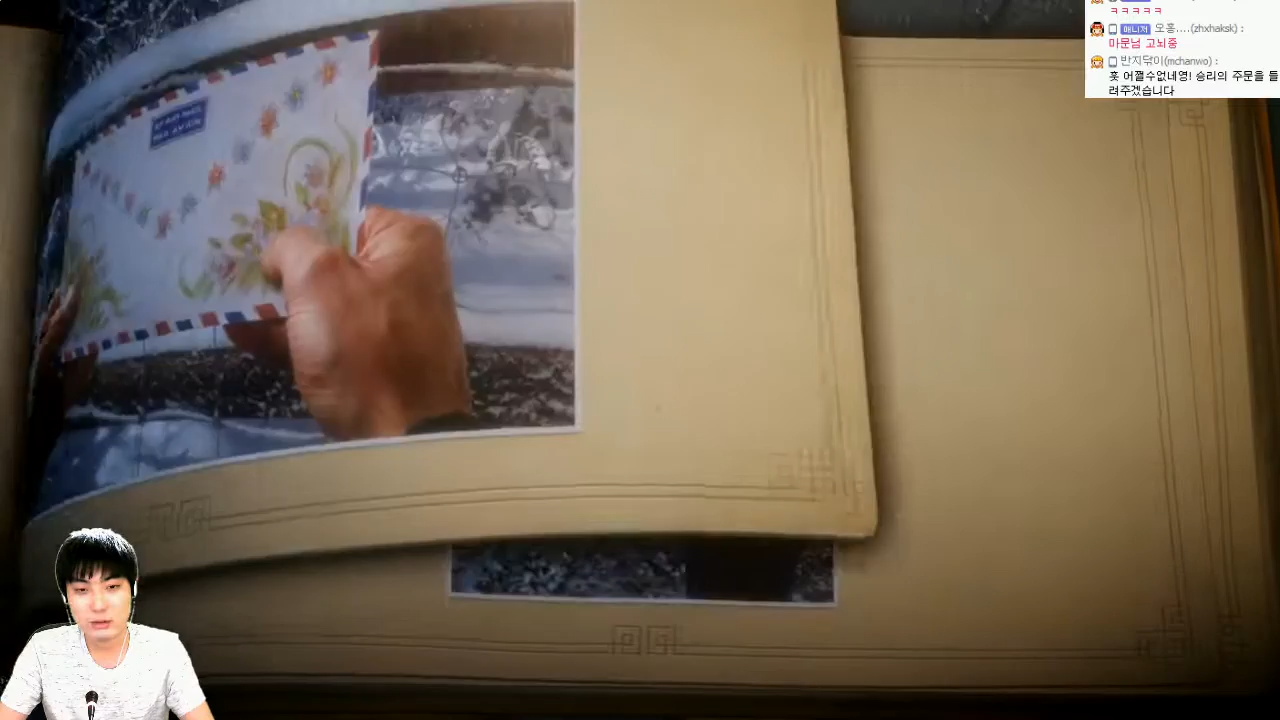 ㅋㅋㅋㅋㅋ
매니저 오홍....(zhxhaksk) :
마문님 고뇌중
반지닦이(mchanwo) :
홋 어쩔수없네영! 승리의 주문을 들
려주겠습니다